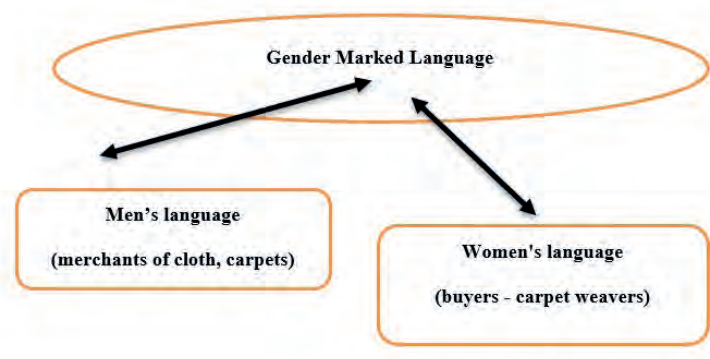 Gender Marked Language
Men’s language
(merchants of cloth, carpets)
Women's language
(buyers - carpet weavers)